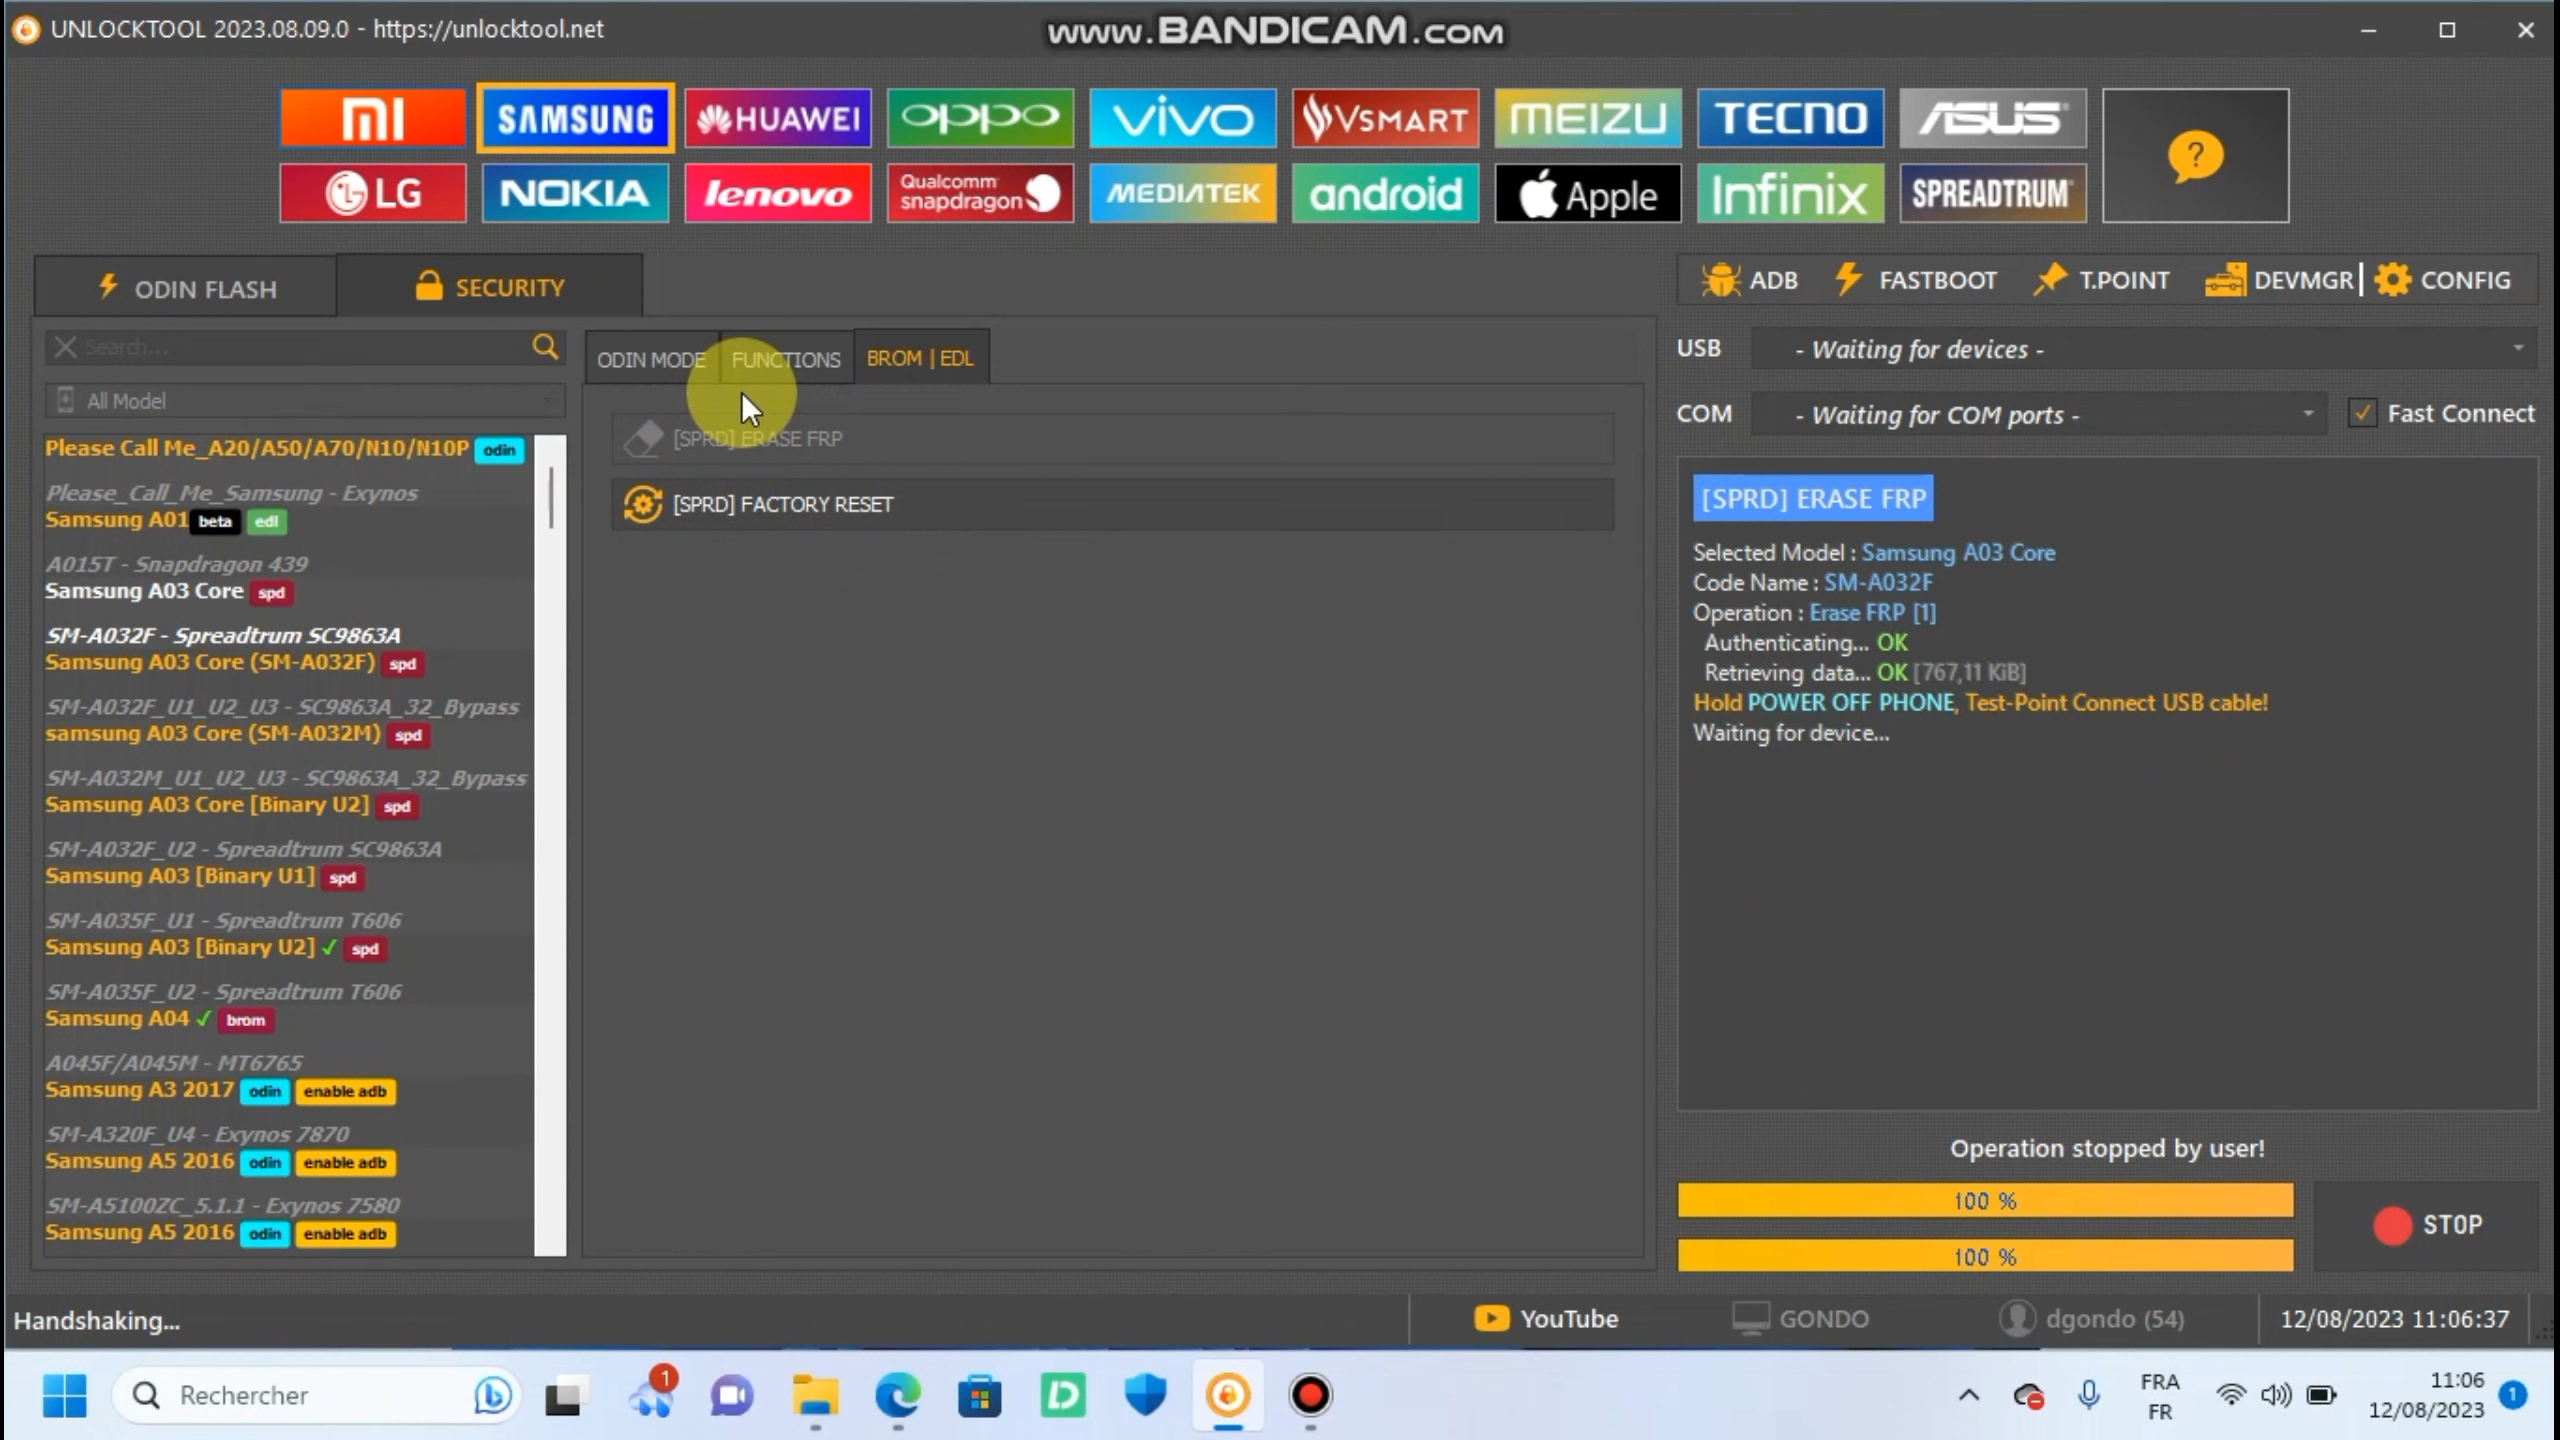 UNLOCKTOOL 2023.08.09.0 - https://unlocktool.net
www.BANDICAM.com
mi
SAMSUNG
HUAWEI
oppo
vivo
VSMART
MEIZU
TECNO
ASUS
?
LG
NOKIA
lenovo
Qualcomm
snapdragon
MEDIATEK
android
Apple
Infinix
SPREADTRUM
ODIN FLASH
SECURITY
ADB
FASTBOOT
T.POINT
DEVMGR
CONFIG
Search...
All Model
Please Call Me_A20/A50/A70/N10/N10P odin
Please_Call_Me_Samsung - Exynos
Samsung A01 beta edl
A015T - Snapdragon 439
Samsung A03 Core spd
SM-A032F - Spreadtrum SC9863A
Samsung A03 Core (SM-A032F) spd
SM-A032F_U1_U2_U3 - SC9863A_32_Bypass
samsung A03 Core (SM-A032M) spd
SM-A032M_U1_U2_U3 - SC9863A_32_Bypass
Samsung A03 Core [Binary U2] spd
SM-A032F_U2 - Spreadtrum SC9863A
Samsung A03 [Binary U1] spd
SM-A035F_U1 - Spreadtrum T606
Samsung A03 [Binary U2] ✓ spd
SM-A035F_U2 - Spreadtrum T606
Samsung A04 ✓ brom
A045F/A045M - MT6765
Samsung A3 2017 odin enable adb
SM-A320F_U4 - Exynos 7870
Samsung A5 2016 odin enable adb
SM-A5100ZC_5.1.1 - Exynos 7580
Samsung A5 2016 odin enable adb
ODIN MODE
FUNCTIONS
BROM | EDL
[SPRD] ERASE FRP
[SPRD] FACTORY RESET
USB - Waiting for devices -
COM - Waiting for COM ports -
Fast Connect
[SPRD] ERASE FRP
Selected Model : Samsung A03 Core
Code Name : SM-A032F
Operation : Erase FRP [1]
Authenticating... OK
Retrieving data... OK [767,11 KiB]
Hold POWER OFF PHONE, Test-Point Connect USB cable!
Waiting for device...
Operation stopped by user!
100 %
100 %
STOP
Handshaking...
YouTube
GONDO
dgondo (54)
12/08/2023 11:06:37
Rechercher
1
FRA
FR
11:06
12/08/2023
1